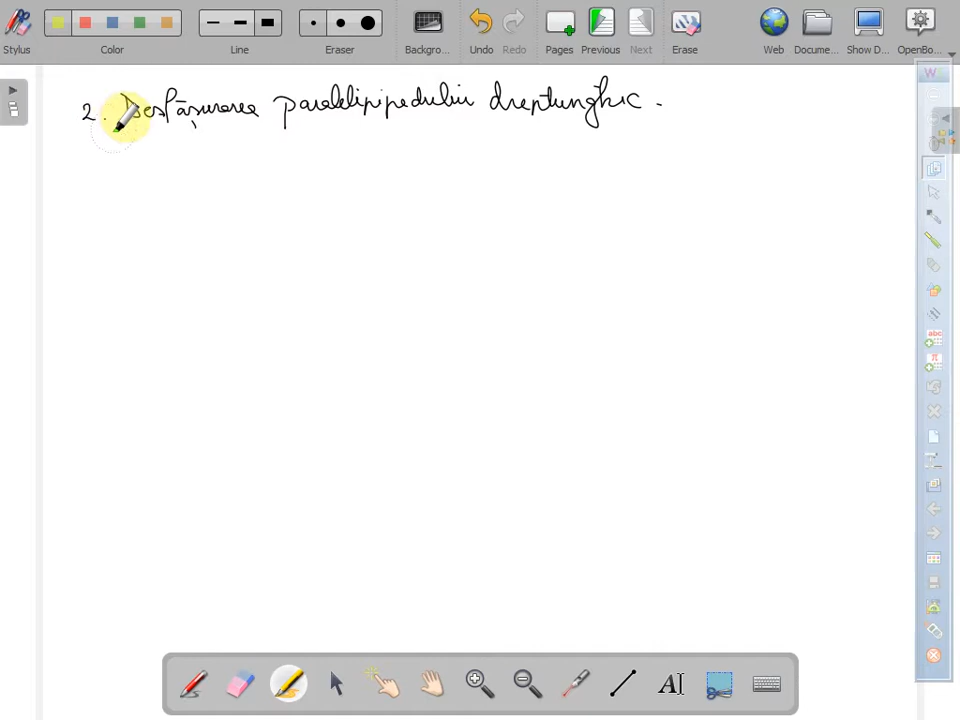 Stylus Color Line Eraser Backgro... Undo Redo Pages Previous Next Erase Web Docume... Show D... OpenBo...
2. Desfășurarea paralelipipedului dreptunghic.